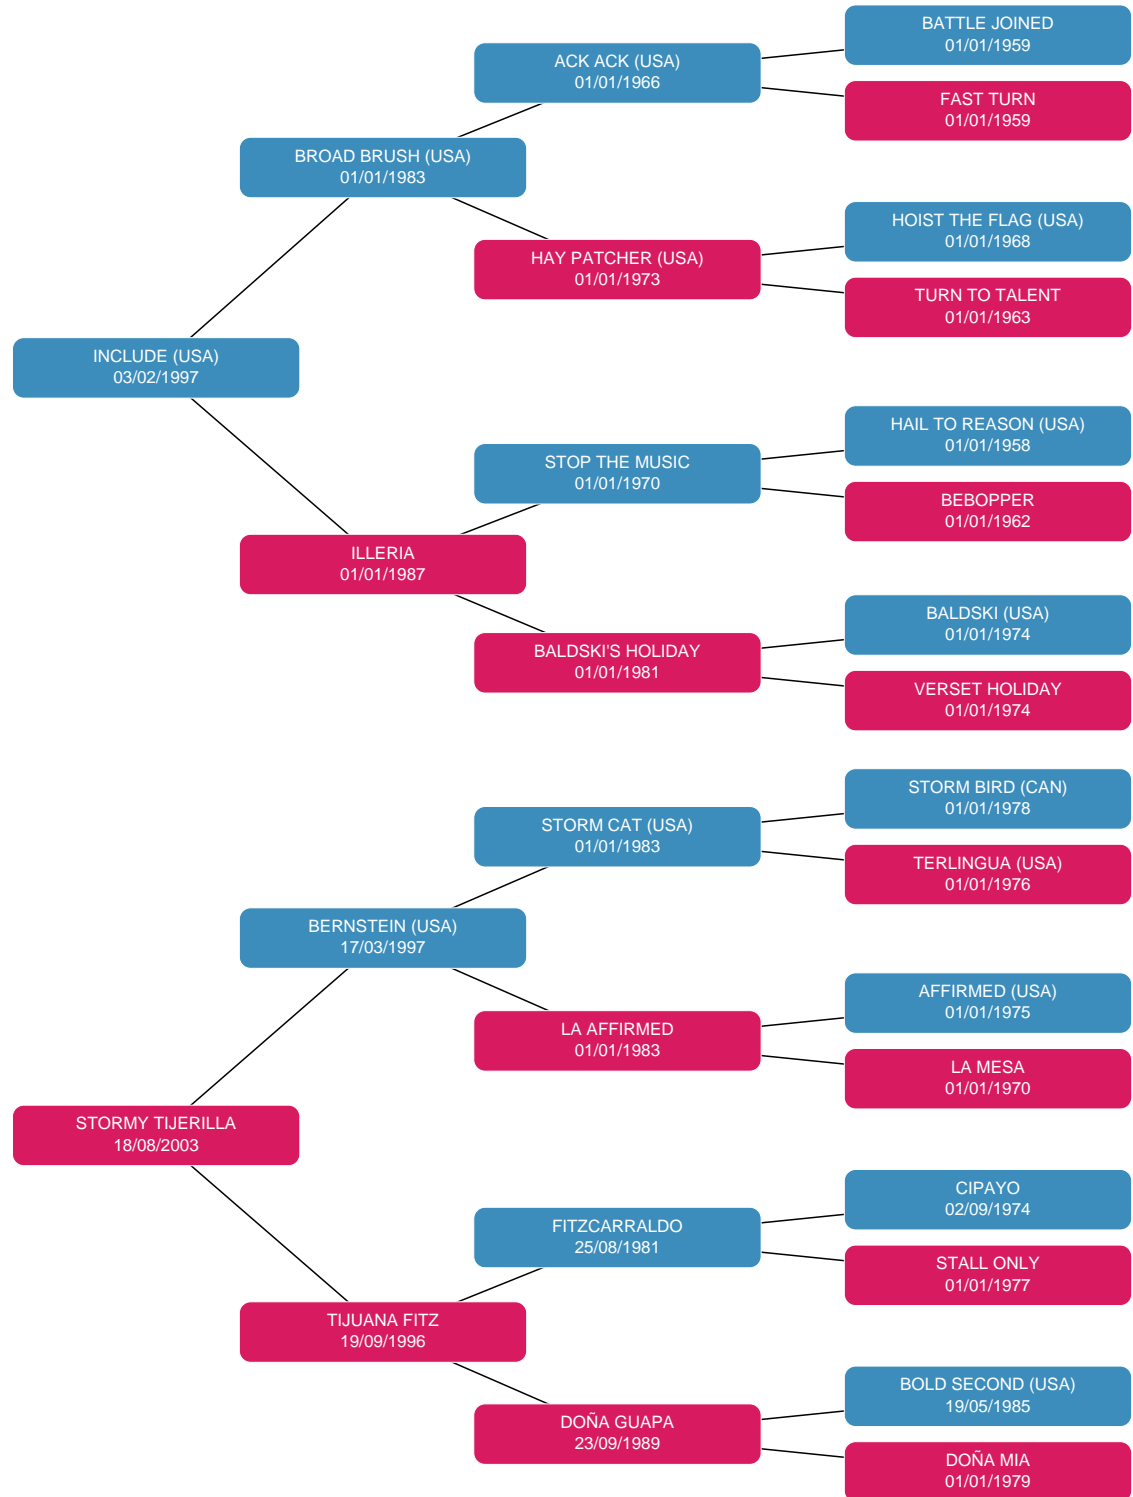 BATTLE JOINED
01/01/1959
ACK ACK (USA)
01/01/1966
FAST TURN
01/01/1959
BROAD BRUSH (USA)
01/01/1983
HOIST THE FLAG (USA)
01/01/1968
HAY PATCHER (USA)
01/01/1973
TURN TO TALENT
01/01/1963
INCLUDE (USA)
03/02/1997
HAIL TO REASON (USA)
01/01/1958
STOP THE MUSIC
01/01/1970
BEBOPPER
01/01/1962
ILLERIA
01/01/1987
BALDSKI (USA)
01/01/1974
BALDSKI'S HOLIDAY
01/01/1981
VERSET HOLIDAY
01/01/1974
STORM BIRD (CAN)
01/01/1978
STORM CAT (USA)
01/01/1983
TERLINGUA (USA)
01/01/1976
BERNSTEIN (USA)
17/03/1997
AFFIRMED (USA)
01/01/1975
LA AFFIRMED
01/01/1983
LA MESA
01/01/1970
STORMY TIJERILLA
18/08/2003
CIPAYO
02/09/1974
FITZCARRALDO
25/08/1981
STALL ONLY
01/01/1977
TIJUANA FITZ
19/09/1996
BOLD SECOND (USA)
19/05/1985
DOÑA GUAPA
23/09/1989
DOÑA MIA
01/01/1979